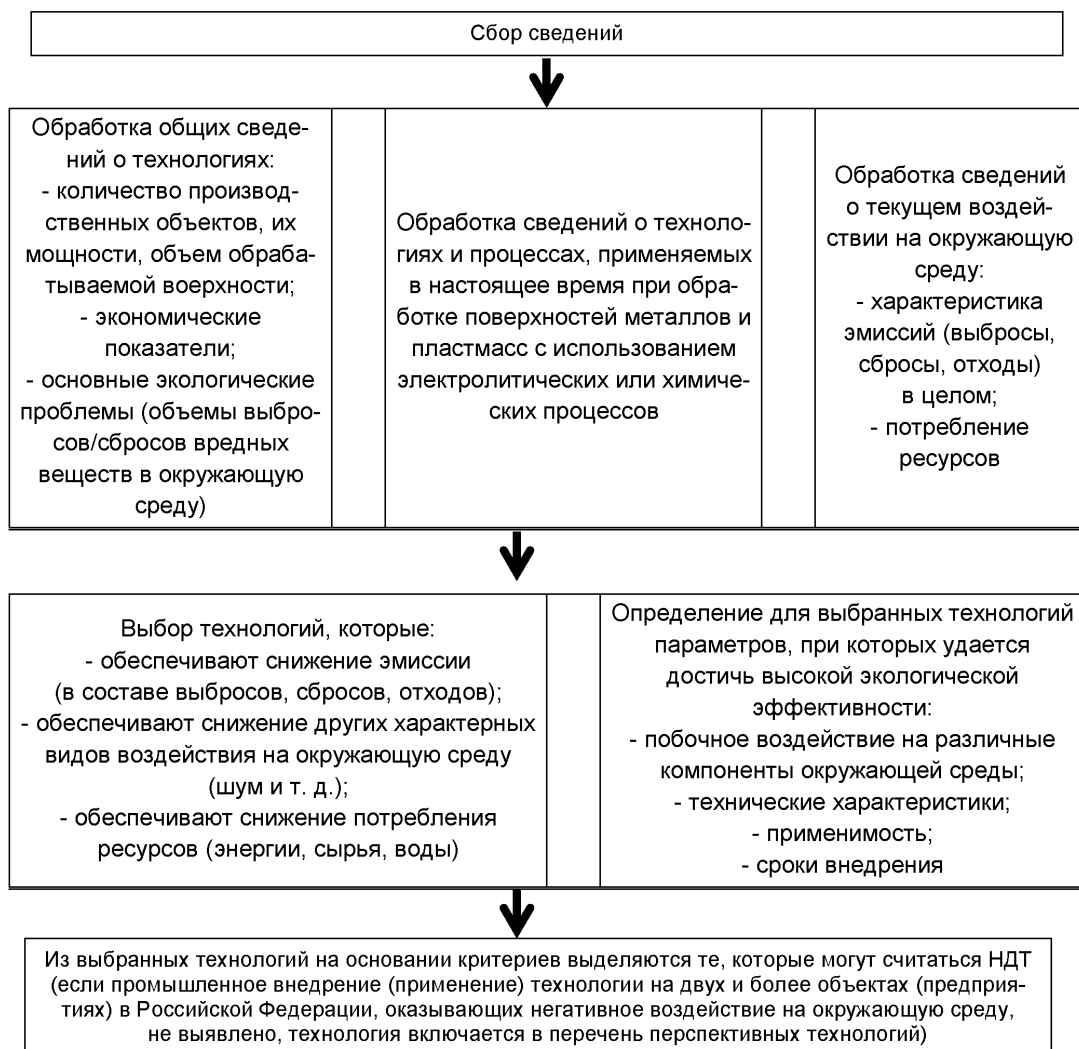 Сбор сведений
Обработка общих сведе-
ний о технологиях:
- количество производ-
ственных объектов, их
мощности, объем обраба-
тываемой воерхности;
- экономические
показатели;
- основные экологические
проблемы (объемы выбро-
сов/сбросов вредных
веществ в окружающую
среду)
Обработка сведений о техноло-
гиях и процессах, применяемых
в настоящее время при обра-
ботке поверхностей металлов и
пластмасс с использованием
электролитических или химиче-
ских процессов
Обработка сведений
о текущем воздей-
ствии на окружающую
среду:
- характеристика
эмиссий (выбросы,
сбросы, отходы)
в целом;
- потребление
ресурсов
Выбор технологий, которые:
- обеспечивают снижение эмиссии
(в составе выбросов, сбросов, отходов);
- обеспечивают снижение других характерных
видов воздействия на окружающую среду
(шум и т. д.);
- обеспечивают снижение потребления
ресурсов (энергии, сырья, воды)
Определение для выбранных технологий
параметров, при которых удается
достичь высокой экологической
эффективности:
- побочное воздействие на различные
компоненты окружающей среды;
- технические характеристики;
- применимость;
- сроки внедрения
Из выбранных технологий на основании критериев выделяются те, которые могут считаться НДТ
(если промышленное внедрение (применение) технологии на двух и более объектах (предприя-
тиях) в Российской Федерации, оказывающих негативное воздействие на окружающую среду,
не выявлено, технология включается в перечень перспективных технологий)